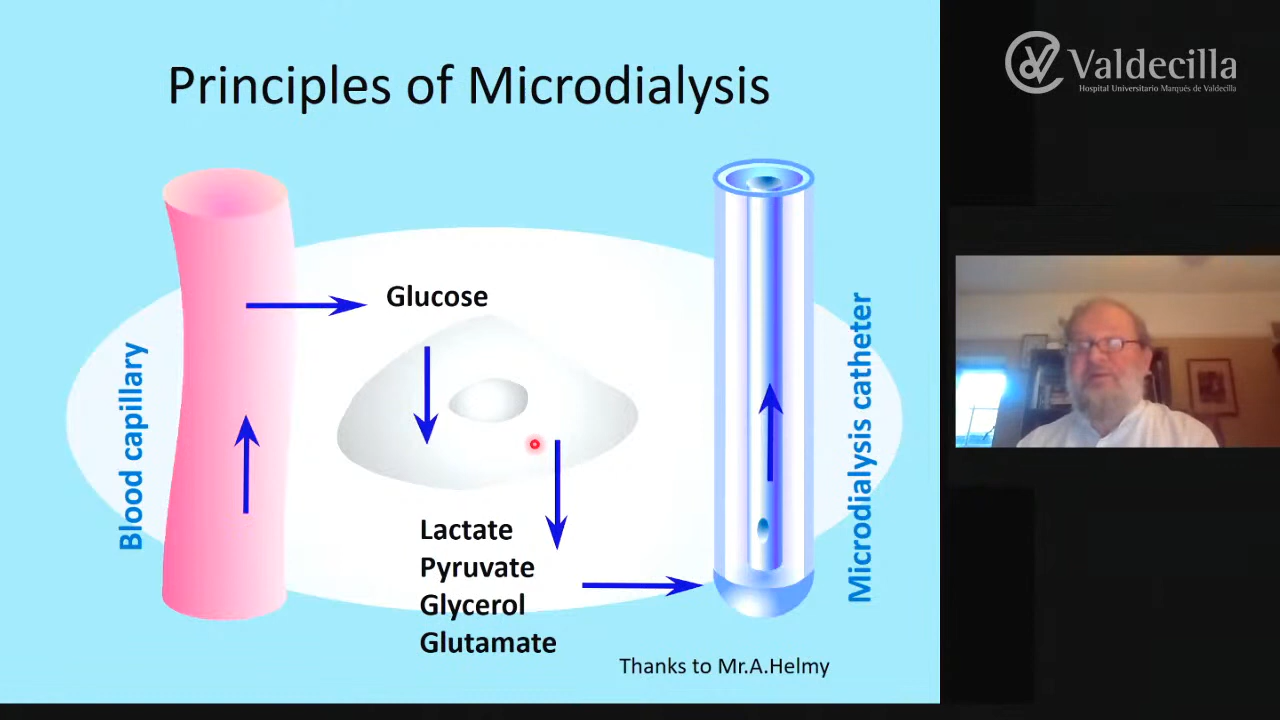 Principles of Microdialysis
Valdecilla
Hospital Universitario Marqués de Valdecilla
Glucose
Blood capillary
Microdialysis catheter
Lactate
Pyruvate
Glycerol
Glutamate
Thanks to Mr.A.Helmy